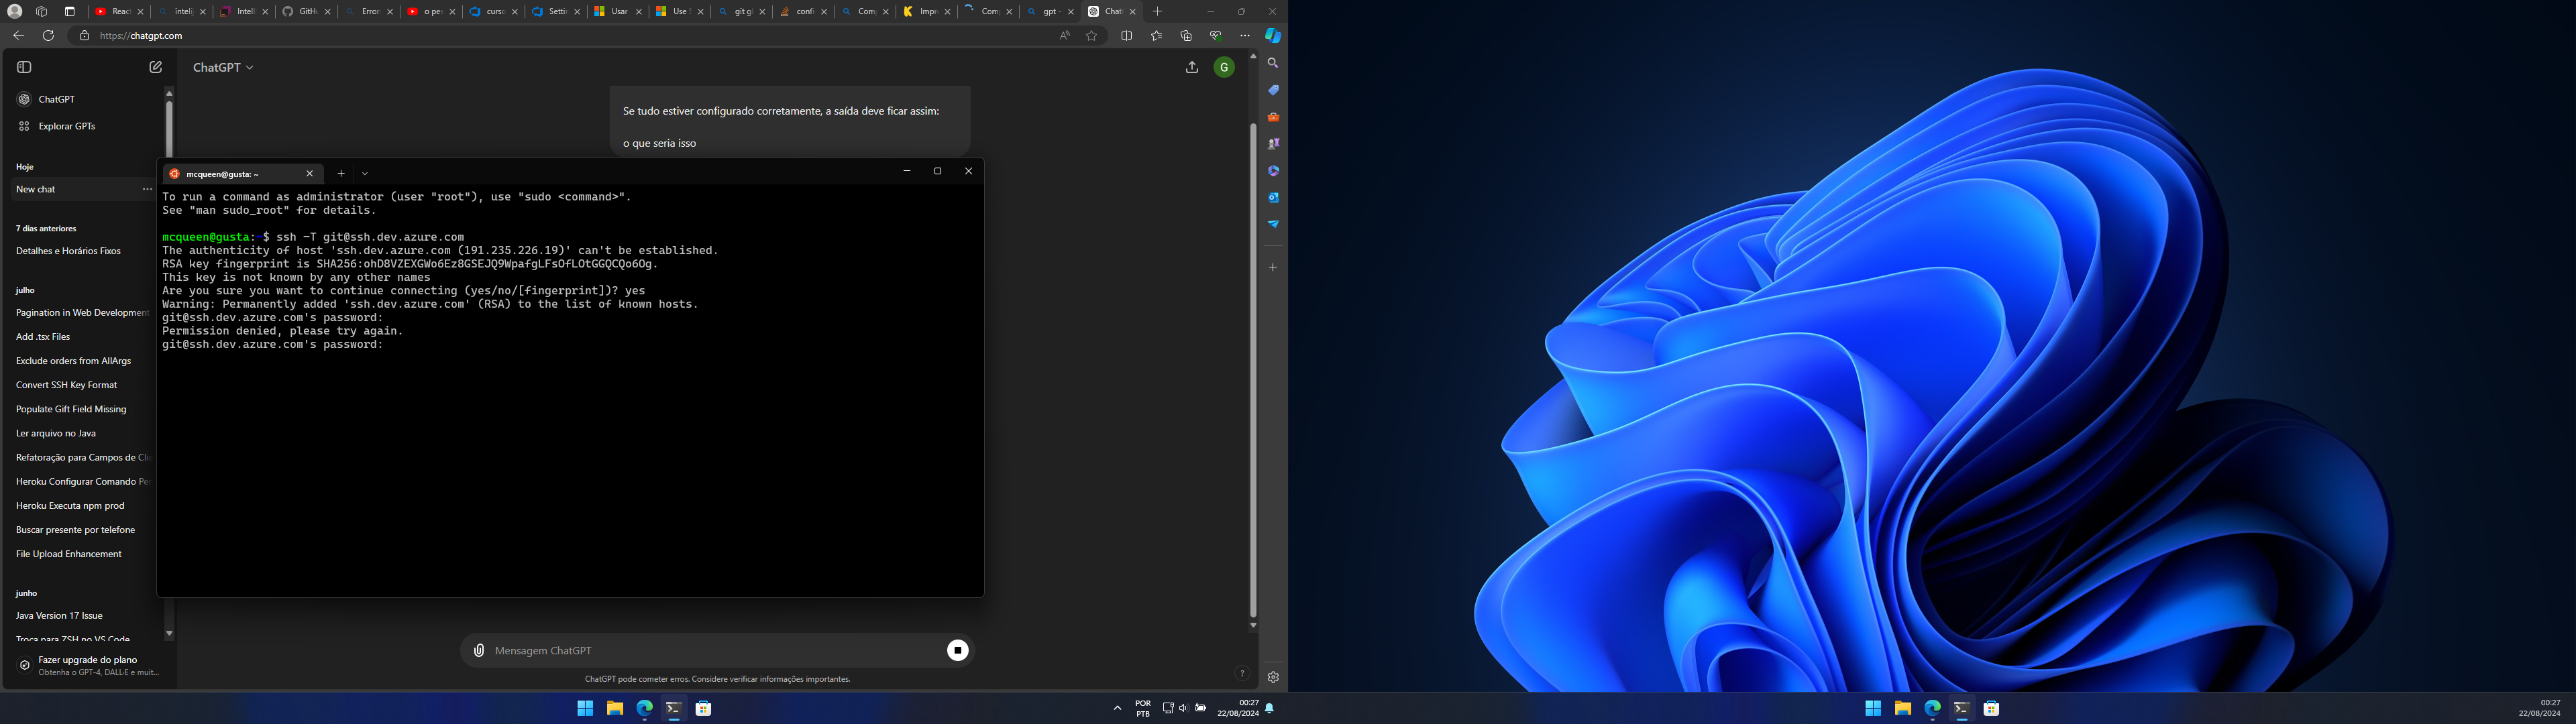 React
intelij
Intelli
GitHu
Error
o pes
curso
Settin
Usar
Use S
git gl
confi
Com
Impre
Com
gpt -
Chat
https://chatgpt.com
ChatGPT
G
ChatGPT
Explorar GPTs
Hoje
New chat
7 dias anteriores
Detalhes e Horários Fixos
julho
Pagination in Web Development
Add .tsx Files
Exclude orders from AllArgs
Convert SSH Key Format
Populate Gift Field Missing
Ler arquivo no Java
Refatoração para Campos de Clie
Heroku Configurar Comando Per
Heroku Executa npm prod
Buscar presente por telefone
File Upload Enhancement
junho
Java Version 17 Issue
Troca para ZSH no VS Code
Fazer upgrade do plano
Obtenha o GPT-4, DALL·E e muit...
Se tudo estiver configurado corretamente, a saída deve ficar assim:
o que seria isso
mcqueen@gusta: ~
To run a command as administrator (user "root"), use "sudo <command>".
See "man sudo_root" for details.
mcqueen@gusta:~$ ssh -T git@ssh.dev.azure.com
The authenticity of host 'ssh.dev.azure.com (191.235.226.19)' can't be established.
RSA key fingerprint is SHA256:ohD8VZEXGWo6Ez8GSEJQ9WpafgLFsOfLOtGGQCQo6Og.
This key is not known by any other names
Are you sure you want to continue connecting (yes/no/[fingerprint])? yes
Warning: Permanently added 'ssh.dev.azure.com' (RSA) to the list of known hosts.
git@ssh.dev.azure.com's password:
Permission denied, please try again.
git@ssh.dev.azure.com's password:
Mensagem ChatGPT
ChatGPT pode cometer erros. Considere verificar informações importantes.
?
POR
PTB
00:27
22/08/2024
00:27
22/08/2024